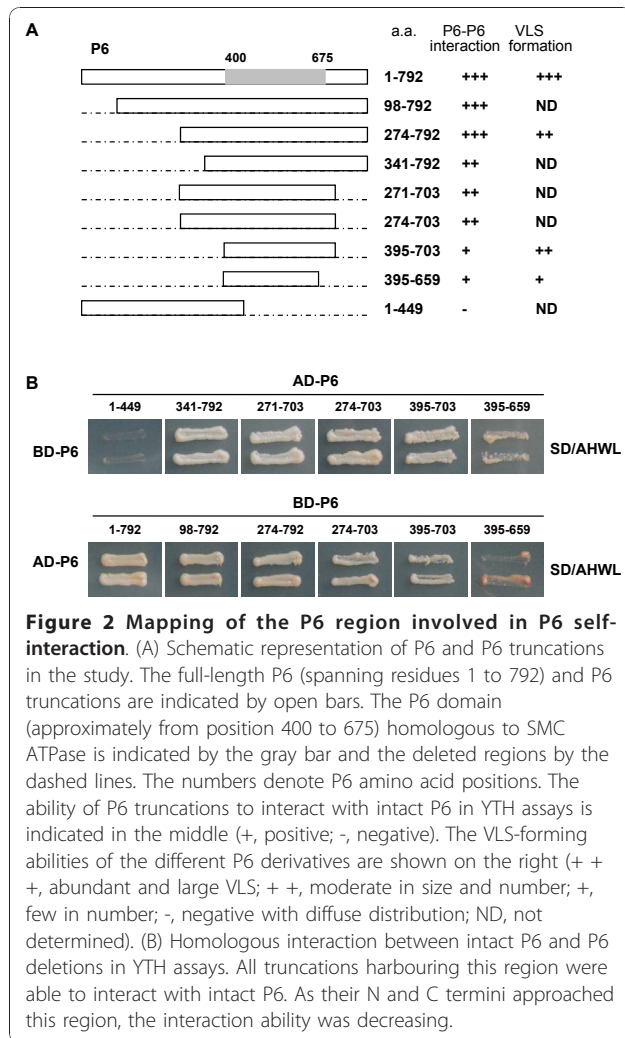 A
P6
400 675
a.a. P6-P6 interaction VLS formation
1-792 +++ +++
98-792 +++ ND
274-792 +++ ++
341-792 ++ ND
271-703 ++ ND
274-703 ++ ND
395-703 + ++
395-659 + +
1-449 - ND
B
AD-P6
1-449 341-792 271-703 274-703 395-703 395-659
BD-P6 SD/AHWL
BD-P6
1-792 98-792 274-792 274-703 395-703 395-659
AD-P6 SD/AHWL
Figure 2 Mapping of the P6 region involved in P6 self-
interaction. (A) Schematic representation of P6 and P6 truncations
in the study. The full-length P6 (spanning residues 1 to 792) and P6
truncations are indicated by open bars. The P6 domain
(approximately from position 400 to 675) homologous to SMC
ATPase is indicated by the gray bar and the deleted regions by the
dashed lines. The numbers denote P6 amino acid positions. The
ability of P6 truncations to interact with intact P6 in YTH assays is
indicated in the middle (+, positive; -, negative). The VLS-forming
abilities of the different P6 derivatives are shown on the right (+ +
+, abundant and large VLS; + +, moderate in size and number; +,
few in number; -, negative with diffuse distribution; ND, not
determined). (B) Homologous interaction between intact P6 and P6
deletions in YTH assays. All truncations harbouring this region were
able to interact with intact P6. As their N and C termini approached
this region, the interaction ability was decreasing.